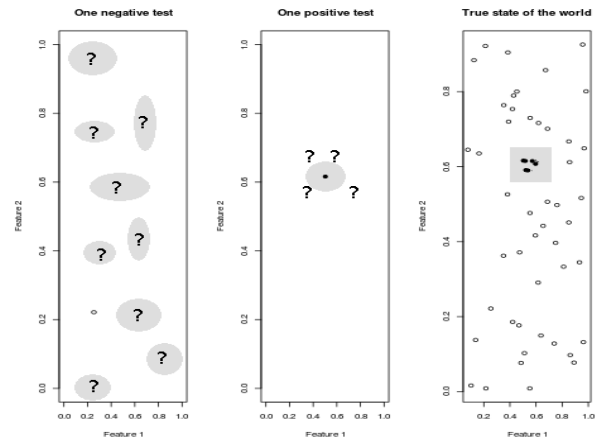 One negative test
One positive test
True state of the world
Feature 2
0.0 0.2 0.4 0.6 0.8 1.0
?
?
?
?
?
?
?
?
?
0.0 0.2 0.4 0.6 0.8 1.0
Feature 1
Feature 2
0.0 0.2 0.4 0.6 0.8 1.0
? ?
? ?
0.0 0.2 0.4 0.6 0.8 1.0
Feature 1
Feature 2
0.0 0.2 0.4 0.6 0.8
0.2 0.4 0.6 0.8 1.0
Feature 1